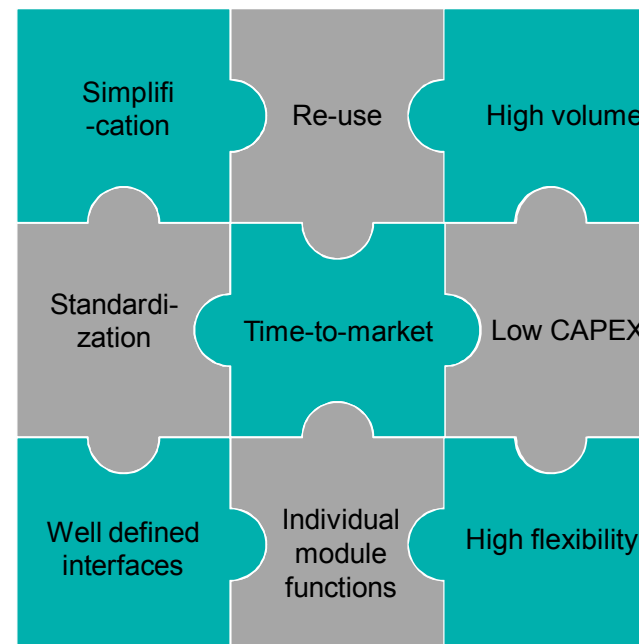 Simplifi
-cation
Re-use
High volume
Standardi-
zation
Time-to-market
Low CAPEX
Well defined
interfaces
Individual
module
functions
High flexibility